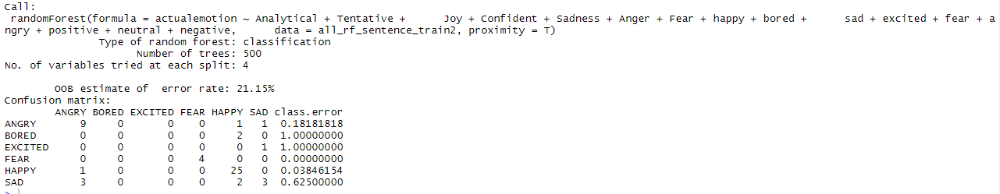 Call:
 randomForest(formula = actualemotion ~ Analytical + Tentative +      Joy + Confident + Sadness + Anger + Fear + happy + bored +      sad + excited + fear + a
ngry + positive + neutral + negative,      data = all_rf_sentence_train2, proximity = T)
               Type of random forest: classification
                     Number of trees: 500
No. of variables tried at each split: 4

        OOB estimate of  error rate: 21.15%
Confusion matrix:
        ANGRY BORED EXCITED FEAR HAPPY SAD class.error
ANGRY       9     0       0    0     1   1  0.18181818
BORED       0     0       0    0     2   0  1.00000000
EXCITED     0     0       0    0     0   1  1.00000000
FEAR        0     0       0    4     0   0  0.00000000
HAPPY       1     0       0    0    25   0  0.03846154
SAD         3     0       0    0     2   3  0.62500000
>